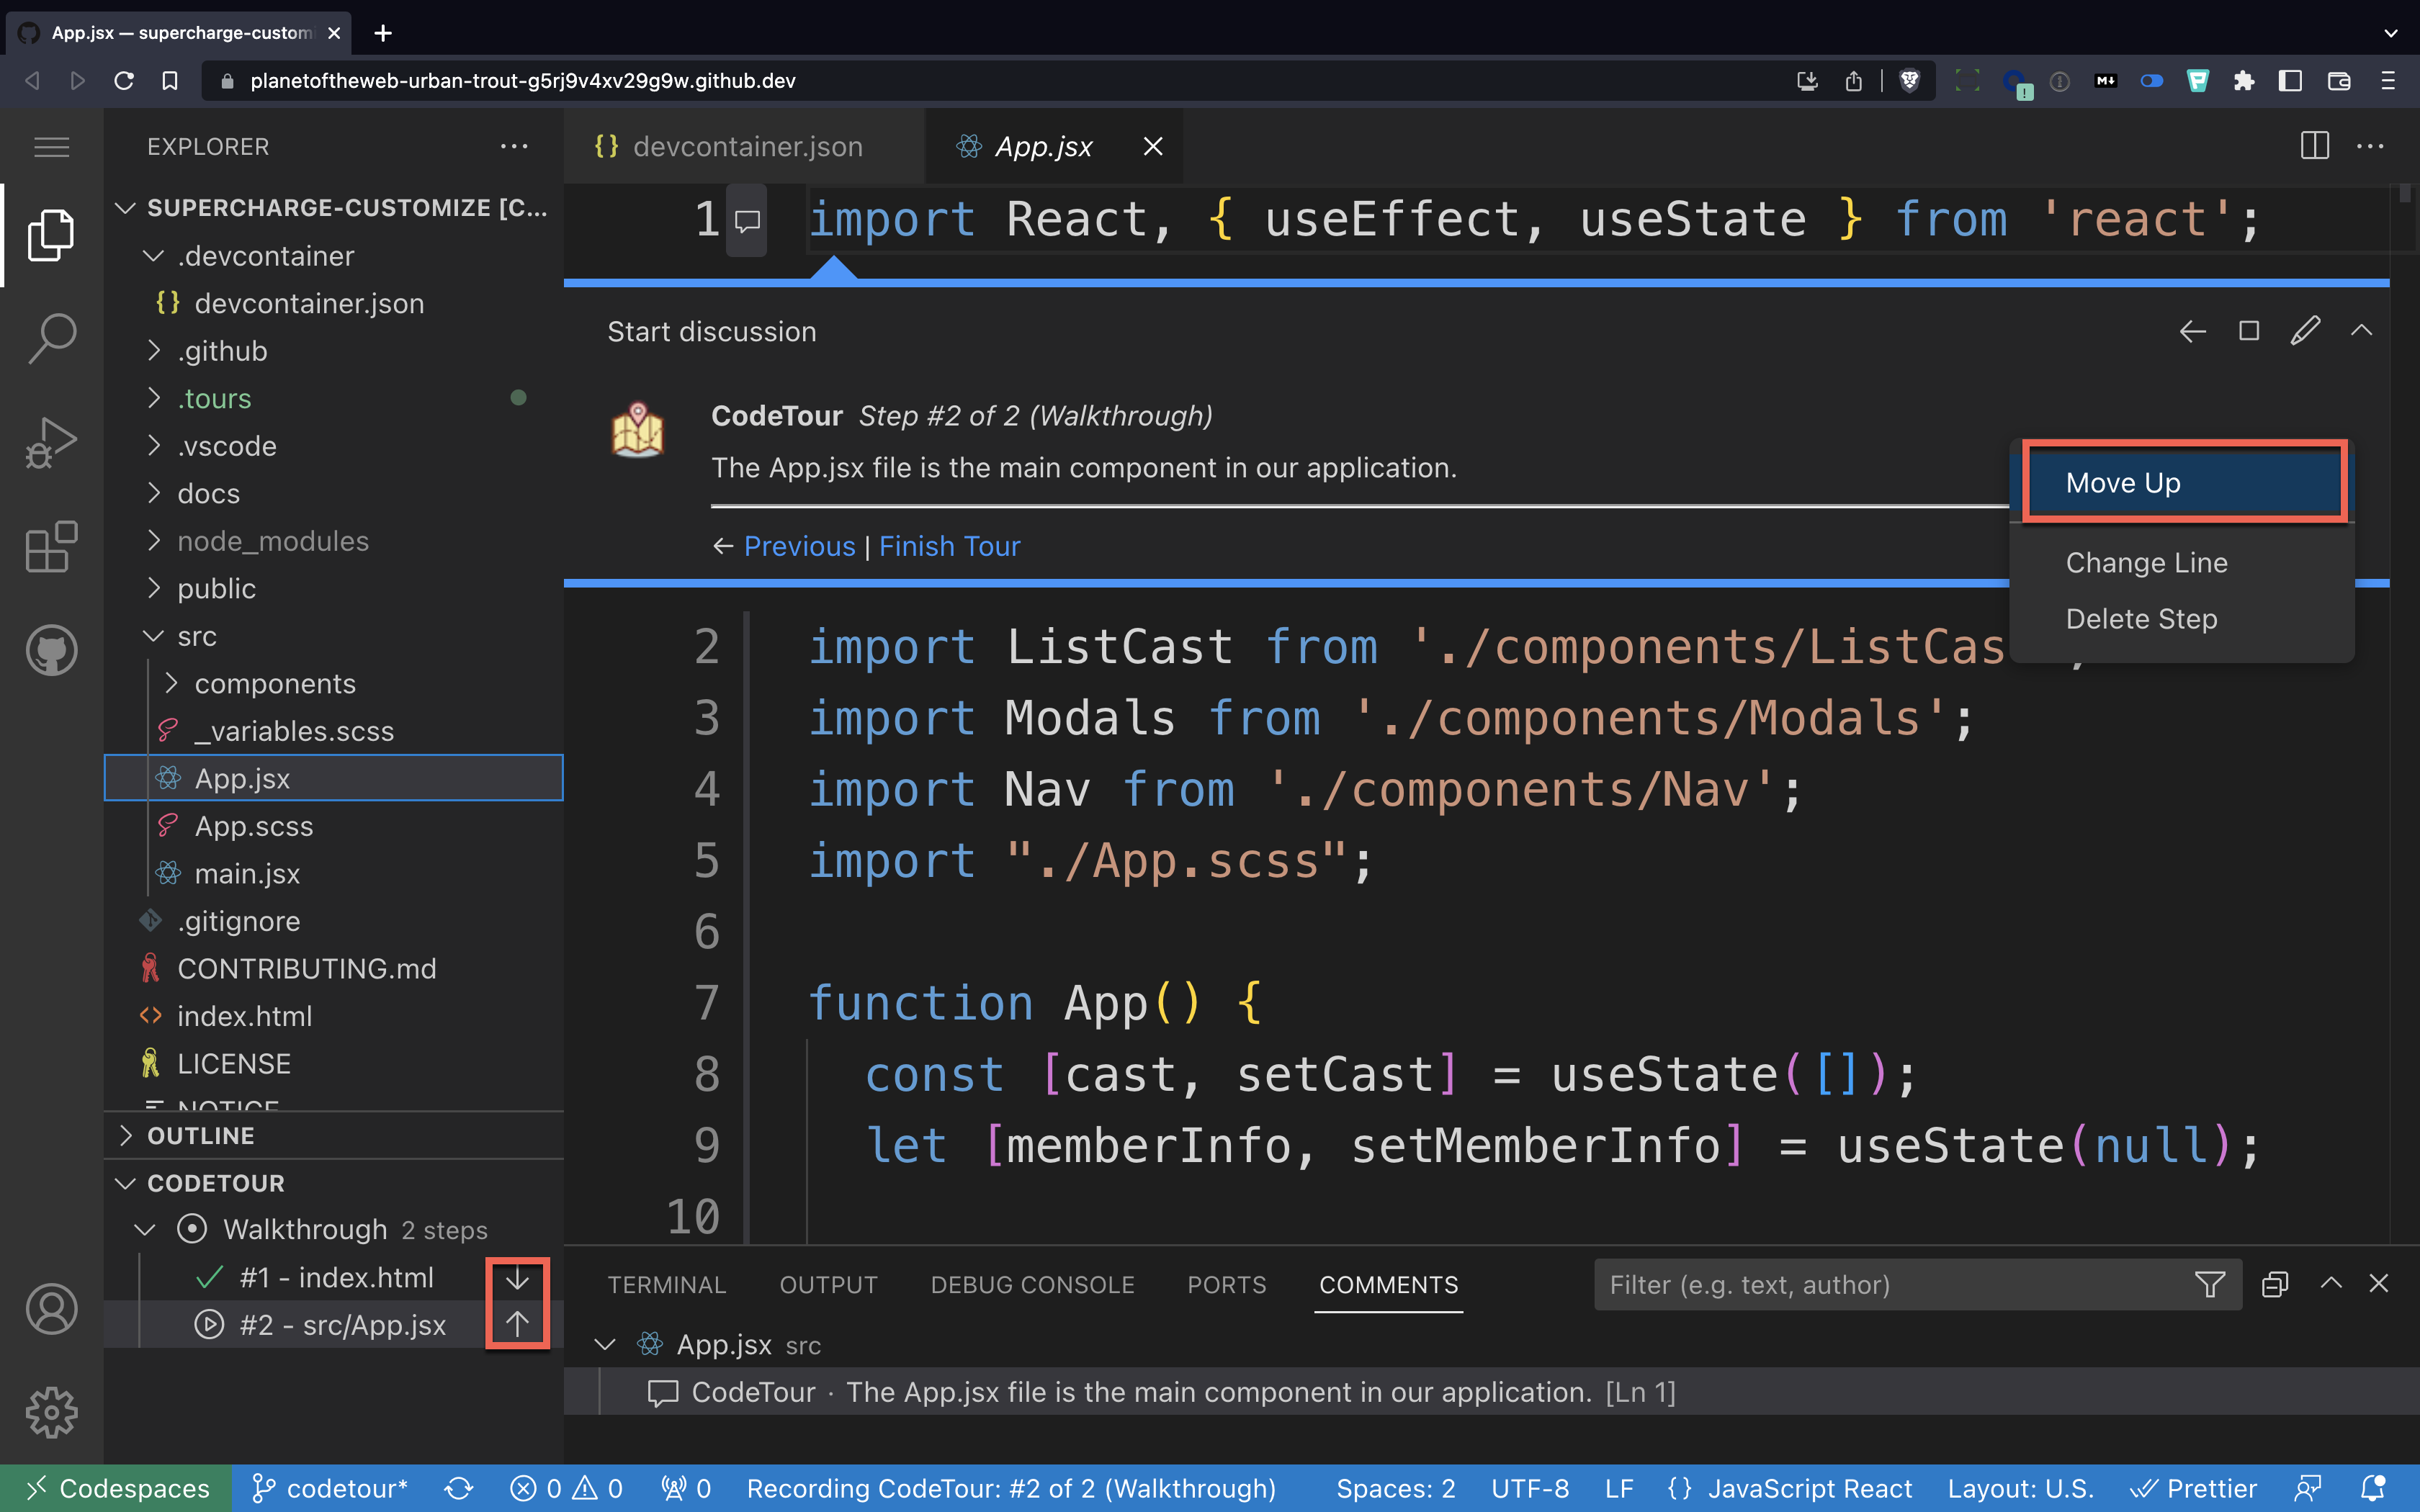 App.jsx — supercharge-custom
planetoftheweb-urban-trout-g5rj9v4xv29g9w.github.dev
EXPLORER
SUPERCHARGE-CUSTOMIZE [C...
.devcontainer
{} devcontainer.json
.github
.tours
.vscode
docs
node_modules
public
src
components
_variables.scss
App.jsx
App.scss
main.jsx
.gitignore
CONTRIBUTING.md
index.html
LICENSE
NOTICE
OUTLINE
CODETOUR
Walkthrough 2 steps
#1 - index.html
#2 - src/App.jsx
{} devcontainer.json App.jsx
1 import React, { useEffect, useState } from 'react';
Start discussion
CodeTour Step #2 of 2 (Walkthrough)
The App.jsx file is the main component in our application.
← Previous | Finish Tour
Move Up
Change Line
Delete Step
2 import ListCast from './components/ListCas
3 import Modals from './components/Modals';
4 import Nav from './components/Nav';
5 import "./App.scss";
6
7 function App() {
8 const [cast, setCast] = useState([]);
9 let [memberInfo, setMemberInfo] = useState(null);
10
TERMINAL OUTPUT DEBUG CONSOLE PORTS COMMENTS Filter (e.g. text, author)
App.jsx src
CodeTour · The App.jsx file is the main component in our application. [Ln 1]
Codespaces codetour* 0 0 0 Recording CodeTour: #2 of 2 (Walkthrough) Spaces: 2 UTF-8 LF {} JavaScript React Layout: U.S. Prettier